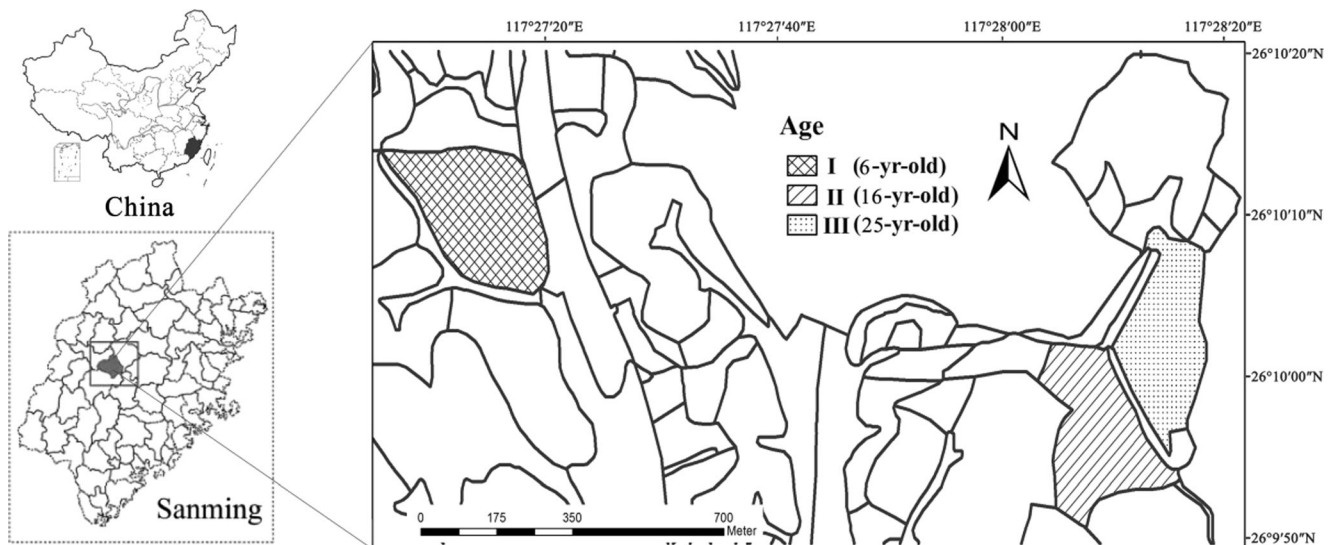 117°27′20″E 117°27′40″E 117°28′00″E 117°28′20″E
26°10′20″N
Age
N
I (6-yr-old)
II (16-yr-old)
III (25-yr-old)
China
26°10′10″N
26°10′00″N
Sanming
0 175 350 700
Meter
26°9′50″N